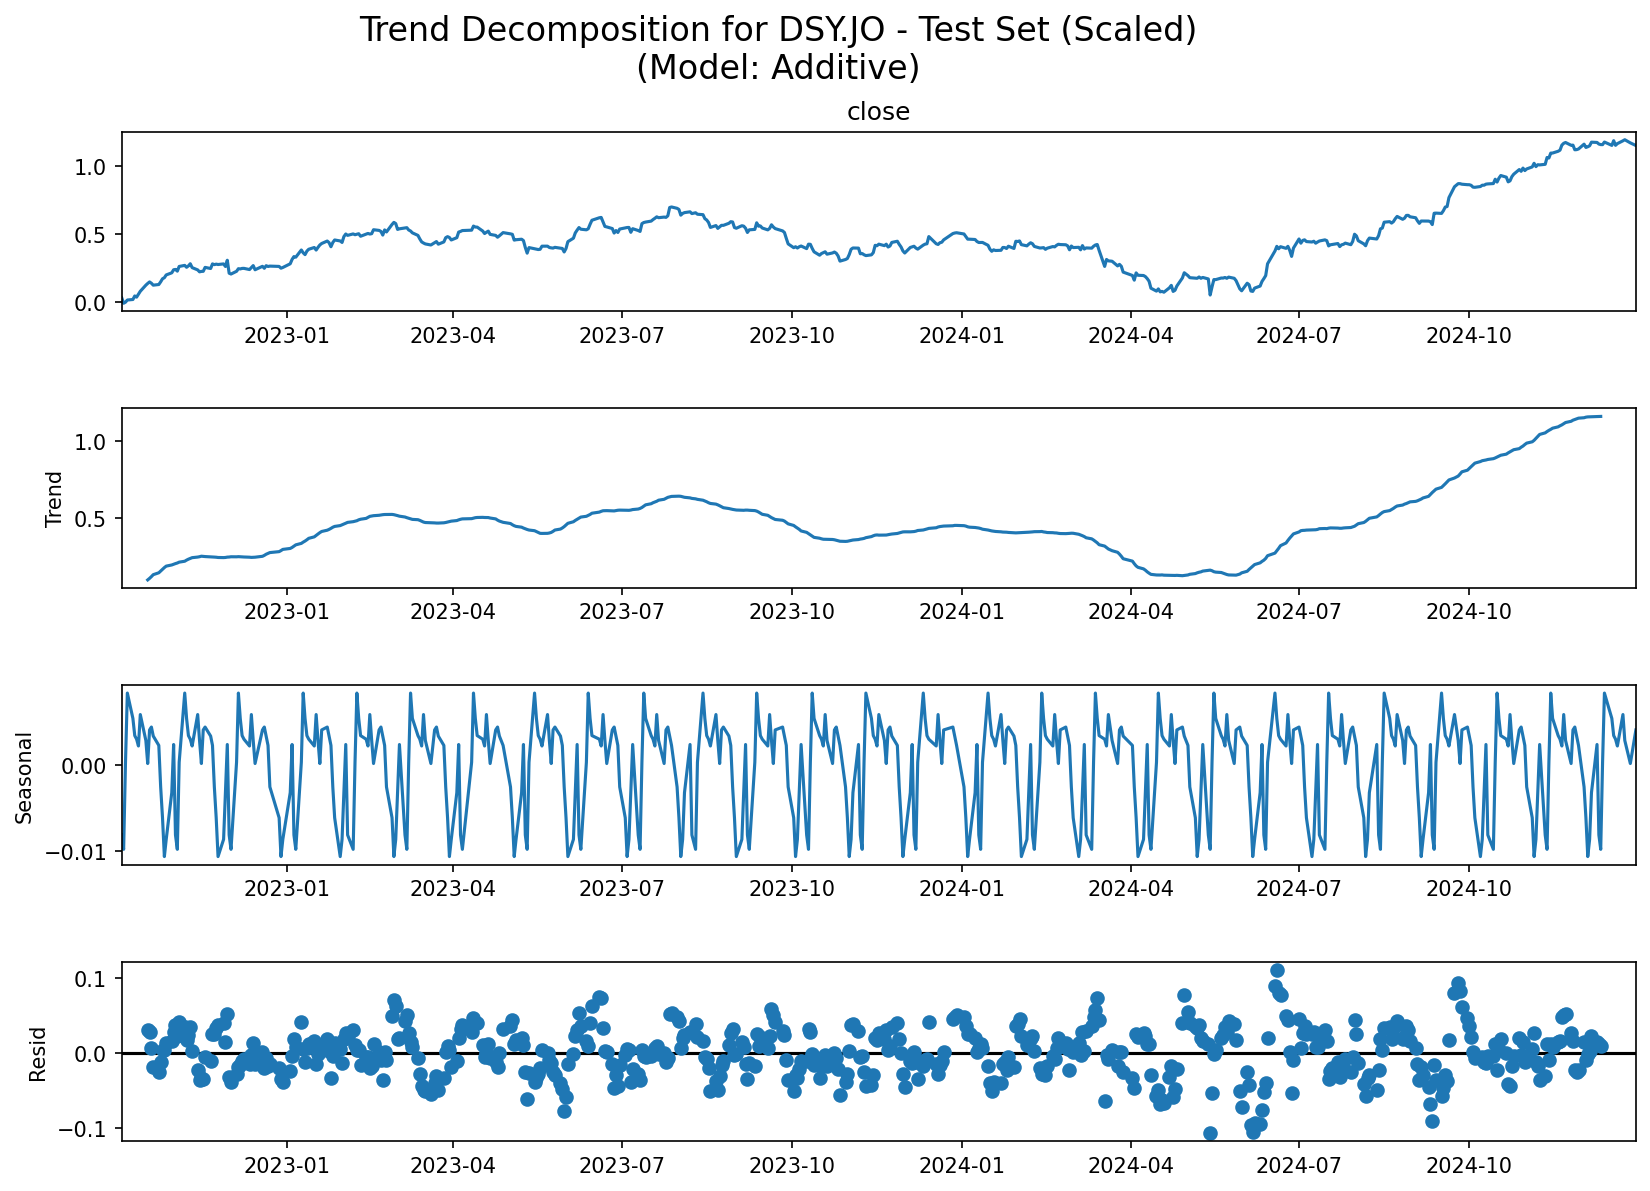 Trend Decomposition for DSY.JO - Test Set (Scaled)
(Model: Additive)
close
1.0
0.5
0.0
2023-01 2023-04 2023-07 2023-10 2024-01 2024-04 2024-07 2024-10
Trend
1.0
0.5
2023-01 2023-04 2023-07 2023-10 2024-01 2024-04 2024-07 2024-10
Seasonal
0.00
−0.01
2023-01 2023-04 2023-07 2023-10 2024-01 2024-04 2024-07 2024-10
Resid
0.1
0.0
−0.1
2023-01 2023-04 2023-07 2023-10 2024-01 2024-04 2024-07 2024-10